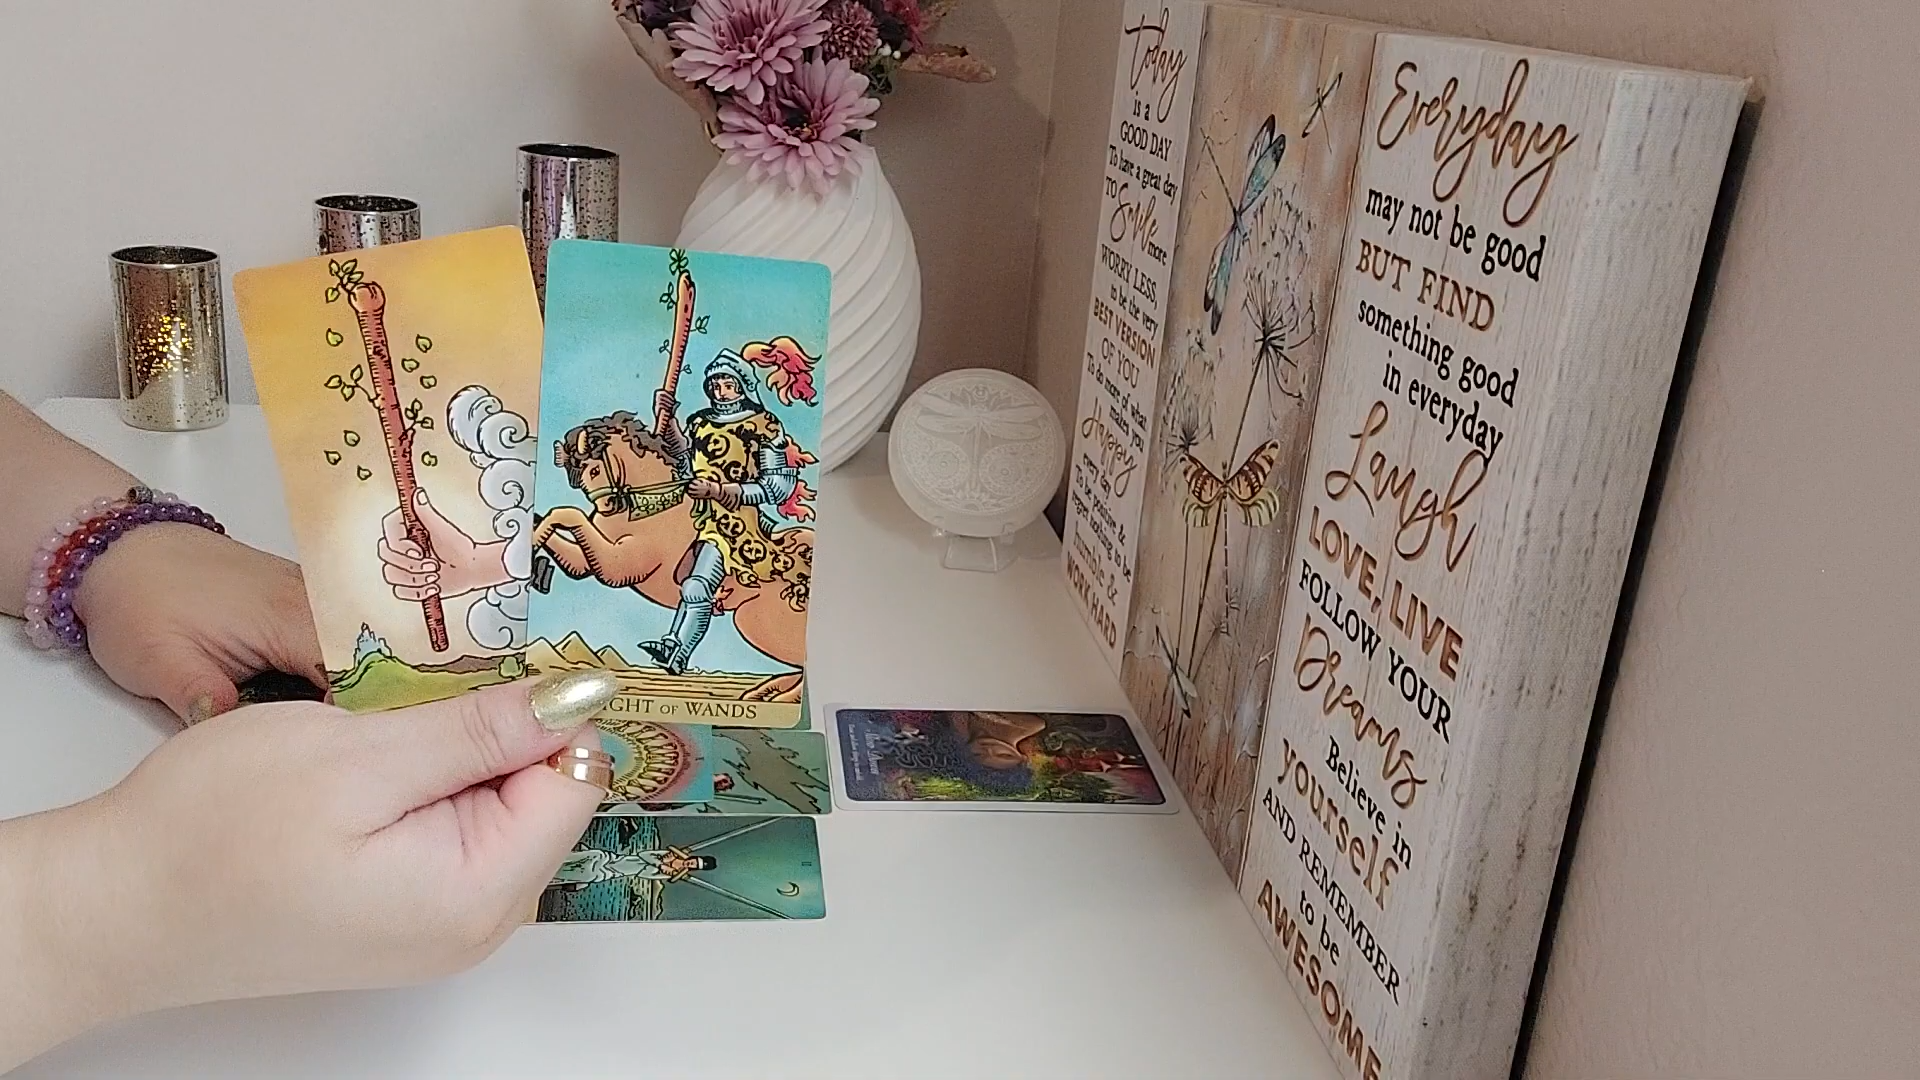 IGHT OF WANDS
II
today
is a
GOOD DAY
To have a great day
TO Smile more
WORRY LESS,
to be the very
BEST VERSION
OF YOU
To do more of what
makes you
Happy
every day
To be positive &
regret nothing to be
humble &
WORK HARD
Everyday
may not be good
BUT FIND
something good
in everyday
Laugh
LOVE, LIVE
FOLLOW YOUR
Dreams
Believe in
yourself
AND REMEMBER
to be
AWESOME